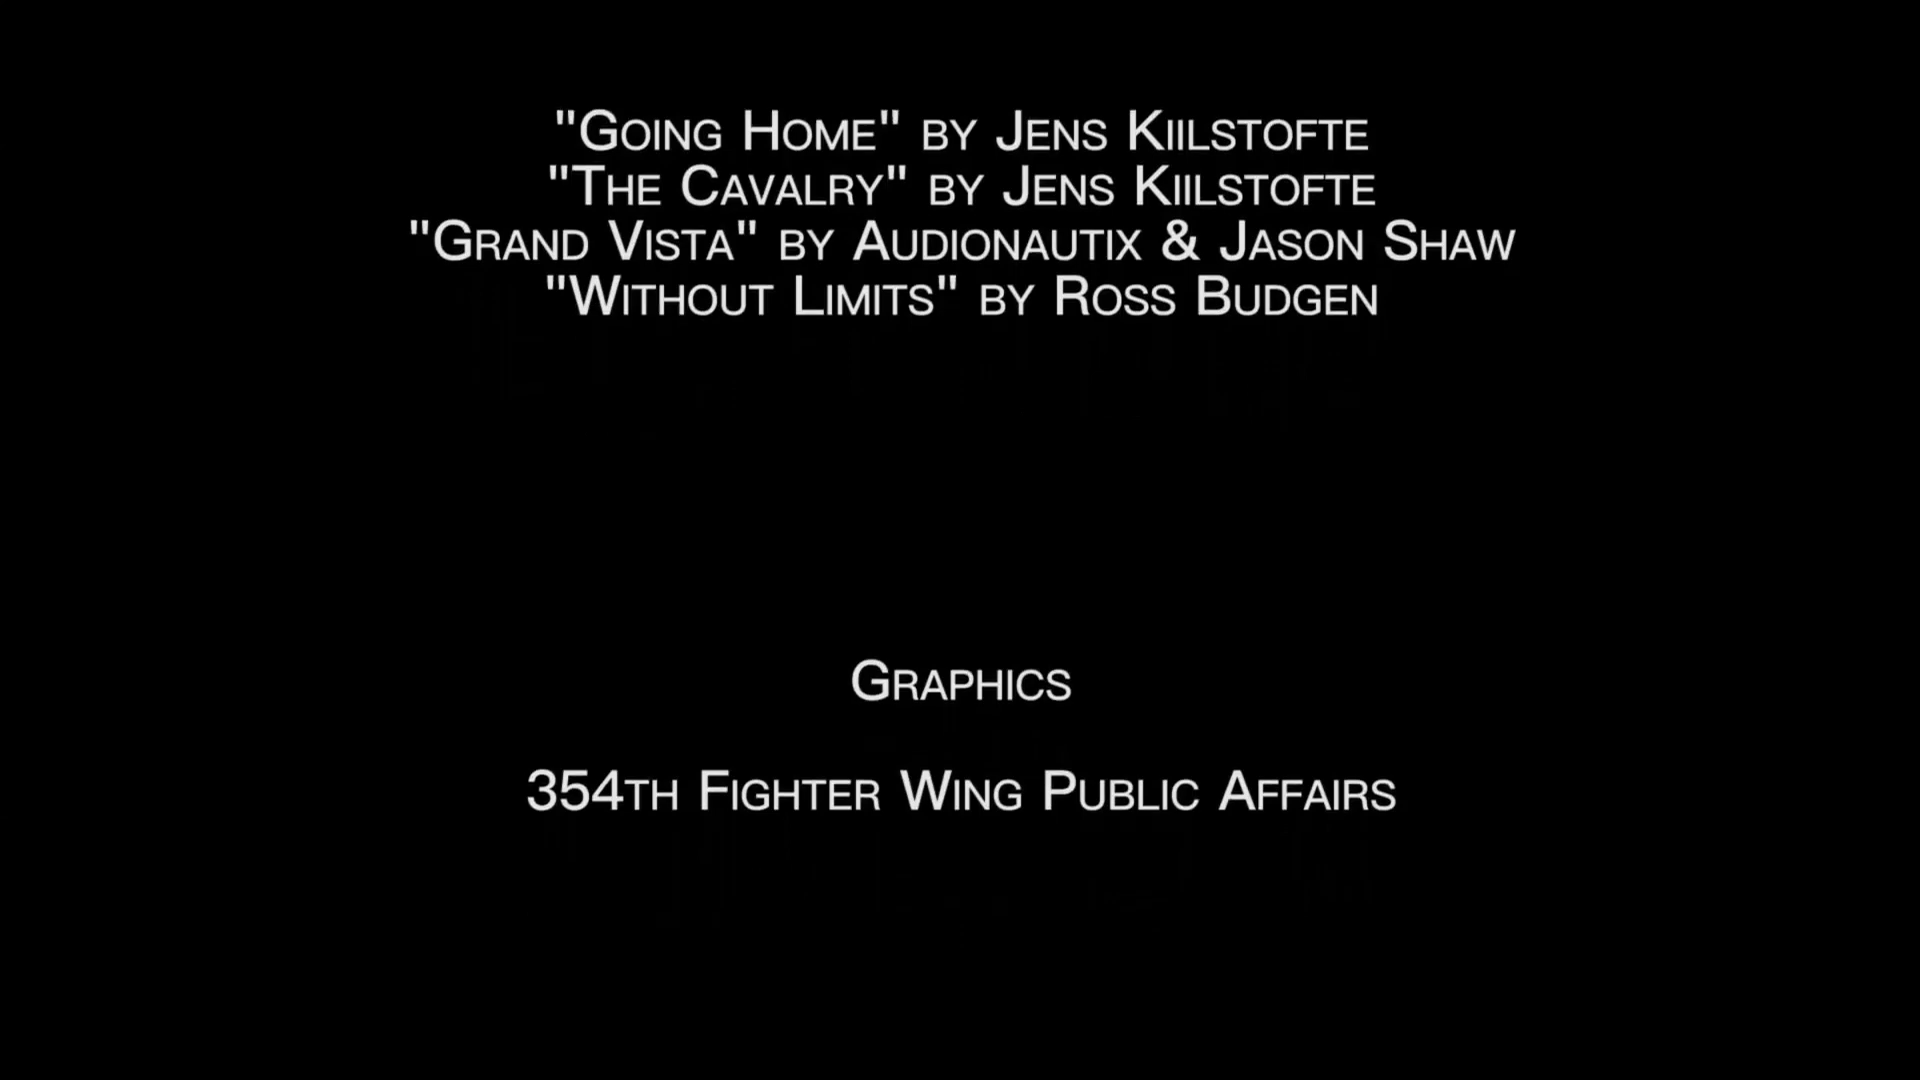 "Going Home" by Jens Kiilstofte
"The Cavalry" by Jens Kiilstofte
"Grand Vista" by Audionautix & Jason Shaw
"Without Limits" by Ross Budgen
Graphics
354th Fighter Wing Public Affairs